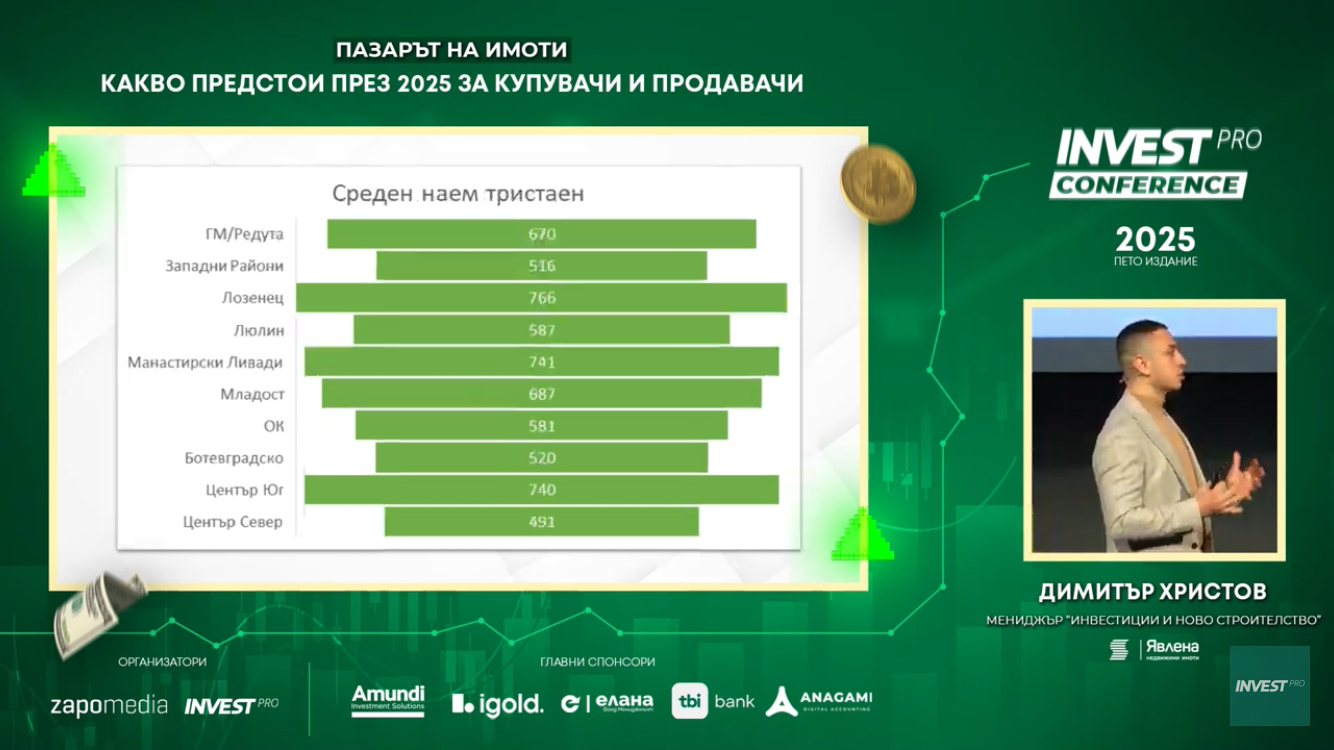 ПАЗАРЪТ НА ИМОТИ
КАКВО ПРЕДСТОИ ПРЕЗ 2025 ЗА КУПУВАЧИ И ПРОДАВАЧИ
Среден наем тристаен
ГМ/Редута 670
Западни Райони 516
Лозенец 766
Люлин 587
Манастирски Ливади 741
Младост 687
ОК 581
Ботевградско 520
Център Юг 740
Център Север 491
INVEST PRO
CONFERENCE
2025
ПЕТО ИЗДАНИЕ
ДИМИТЪР ХРИСТОВ
МЕНИДЖЪР "ИНВЕСТИЦИИ И НОВО СТРОИТЕЛСТВО"
Явлена
недвижими имоти
ОРГАНИЗАТОРИ
zapomedia INVEST PRO
ГЛАВНИ СПОНСОРИ
Amundi
Investment Solutions
igold.
елана
Фонд Мениджмънт
tbi bank
ANAGAMI
DIGITAL ACCOUNTING
INVEST PRO